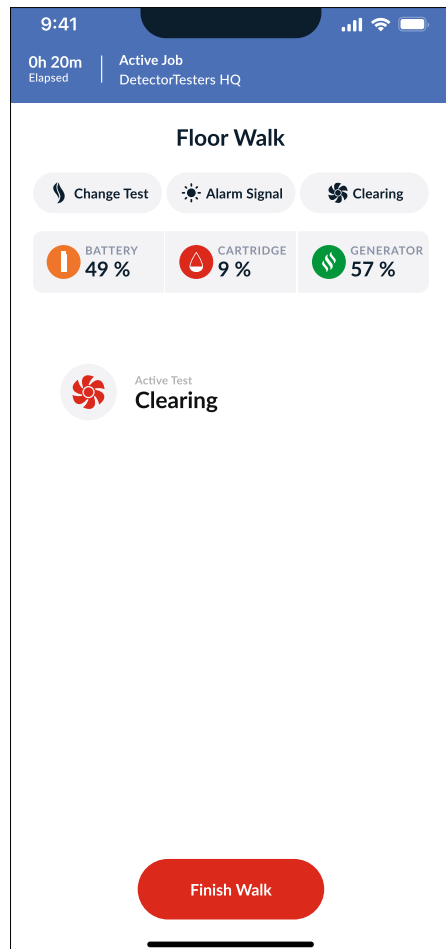 9:41
0h 20m
Elapsed
Active Job
DetectorTesters HQ
Floor Walk
Change Test
Alarm Signal
Clearing
BATTERY
49 %
CARTRIDGE
9 %
GENERATOR
57 %
Active Test
Clearing
Finish Walk